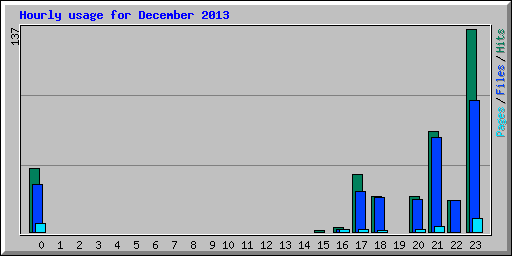 Hourly usage for December 2013
137
Pages/Files/Hits
0 1 2 3 4 5 6 7 8 9 10 11 12 13 14 15 16 17 18 19 20 21 22 23